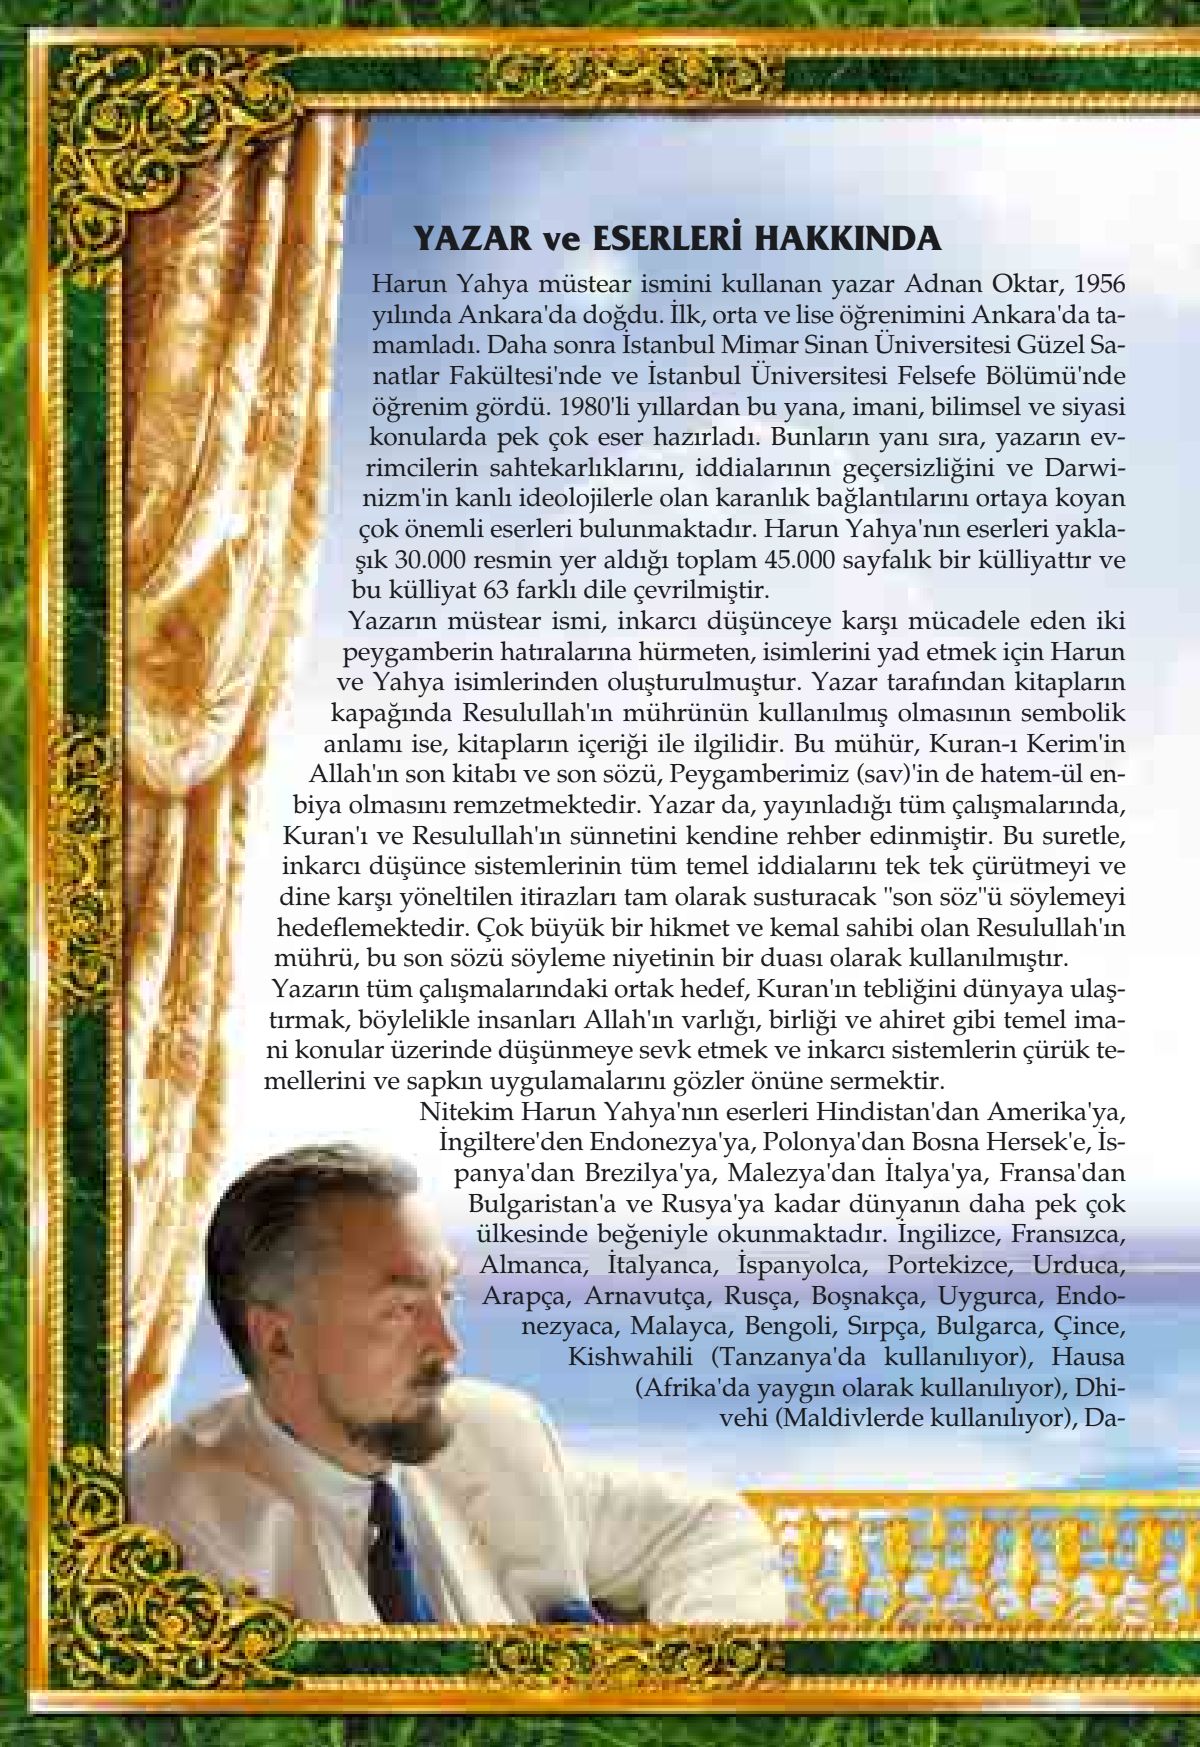 YAZAR ve ESERLERİ HAKKINDA
Harun Yahya müstear ismini kullanan yazar Adnan Oktar, 1956
yılında Ankara'da doğdu. İlk, orta ve lise öğrenimini Ankara'da ta-
mamladı. Daha sonra İstanbul Mimar Sinan Üniversitesi Güzel Sa-
natlar Fakültesi'nde ve İstanbul Üniversitesi Felsefe Bölümü'nde
öğrenim gördü. 1980'li yıllardan bu yana, imani, bilimsel ve siyasi
konularda pek çok eser hazırladı. Bunların yanı sıra, yazarın ev-
rimcilerin sahtekarlıklarını, iddialarının geçersizliğini ve Darwi-
nizm'in kanlı ideolojilerle olan karanlık bağlantılarını ortaya koyan
çok önemli eserleri bulunmaktadır. Harun Yahya'nın eserleri yakla-
şık 30.000 resmin yer aldığı toplam 45.000 sayfalık bir külliyattır ve
bu külliyat 63 farklı dile çevrilmiştir.
Yazarın müstear ismi, inkarcı düşünceye karşı mücadele eden iki
peygamberin hatıralarına hürmeten, isimlerini yad etmek için Harun
ve Yahya isimlerinden oluşturulmuştur. Yazar tarafından kitapların
kapağında Resulullah'ın mührünün kullanılmış olmasının sembolik
anlamı ise, kitapların içeriği ile ilgilidir. Bu mühür, Kuran-ı Kerim'in
Allah'ın son kitabı ve son sözü, Peygamberimiz (sav)'in de hatem-ül en-
biya olmasını remzetmektedir. Yazar da, yayınladığı tüm çalışmalarında,
Kuran'ı ve Resulullah'ın sünnetini kendine rehber edinmiştir. Bu suretle,
inkarcı düşünce sistemlerinin tüm temel iddialarını tek tek çürütmeyi ve
dine karşı yöneltilen itirazları tam olarak susturacak "son söz"ü söylemeyi
hedeflemektedir. Çok büyük bir hikmet ve kemal sahibi olan Resulullah'ın
mührü, bu son sözü söyleme niyetinin bir duası olarak kullanılmıştır.
Yazarın tüm çalışmalarındaki ortak hedef, Kuran'ın tebliğini dünyaya ulaş-
tırmak, böylelikle insanları Allah'ın varlığı, birliği ve ahiret gibi temel ima-
ni konular üzerinde düşünmeye sevk etmek ve inkarcı sistemlerin çürük te-
mellerini ve sapkın uygulamalarını gözler önüne sermektir.
Nitekim Harun Yahya'nın eserleri Hindistan'dan Amerika'ya,
İngiltere'den Endonezya'ya, Polonya'dan Bosna Hersek'e, İs-
panya'dan Brezilya'ya, Malezya'dan İtalya'ya, Fransa'dan
Bulgaristan'a ve Rusya'ya kadar dünyanın daha pek çok
ülkesinde beğeniyle okunmaktadır. İngilizce, Fransızca,
Almanca, İtalyanca, İspanyolca, Portekizce, Urduca,
Arapça, Arnavutça, Rusça, Boşnakça, Uygurca, Endo-
nezyaca, Malayca, Bengoli, Sırpça, Bulgarca, Çince,
Kishwahili (Tanzanya'da kullanılıyor), Hausa
(Afrika'da yaygın olarak kullanılıyor), Dhi-
vehi (Maldivlerde kullanılıyor), Da-